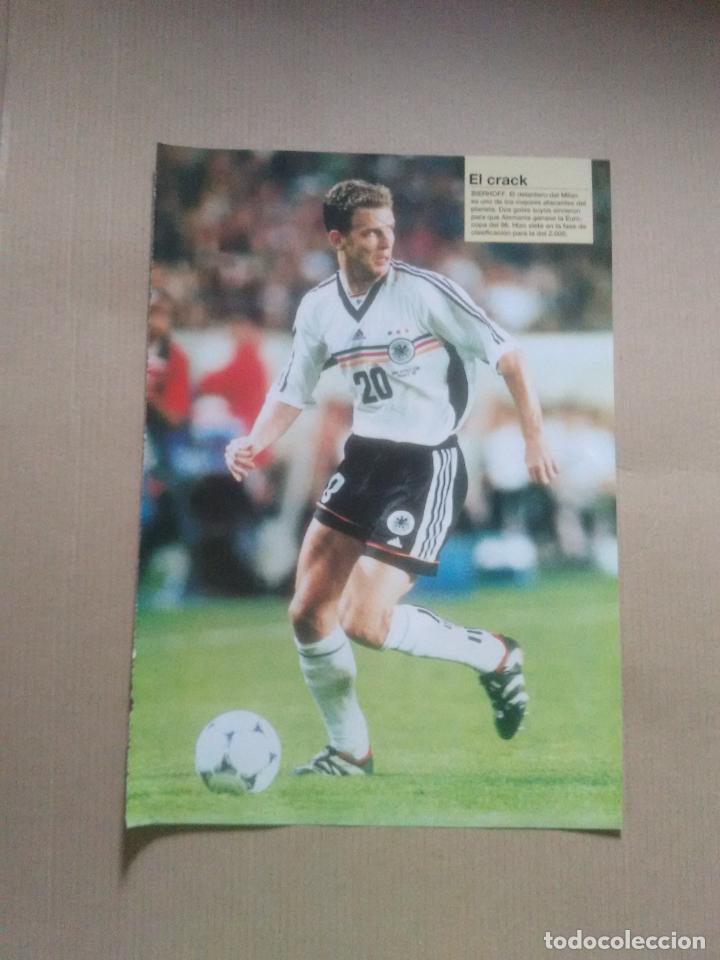 El crack
BIERHOFF. El delantero del Milan
es uno de los mejores atacantes del
planeta. Dos goles suyos sirvieron
para que Alemania ganase la Euro-
copa del 96. Hizo siete en la fase de
clasificación para la del 2.000.
adidas
20
adidas
todocoleccion